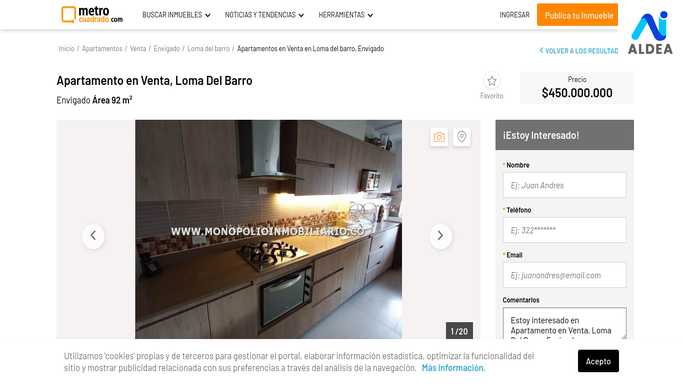 metro
cuadrado.com
BUSCAR INMUEBLES
NOTICIAS Y TENDENCIAS
HERRAMIENTAS
INGRESAR
Publica tu Inmueble
ALDEA
Inicio / Apartamentos / Venta / Envigado / Loma del barro / Apartamentos en Venta en Loma del barro, Envigado
VOLVER A LOS RESULTAD
Apartamento en Venta, Loma Del Barro
Envigado Área 92 m²
Favorito
Precio
$450.000.000
WWW.MONOPOLIOINMOBILIARIO.CO
1 / 20
¡Estoy Interesado!
* Nombre
Ej: Juan Andres
* Teléfono
Ej: 322*******
* Email
Ej: juanandres@email.com
Comentarios
Estoy interesado en
Apartamento en Venta, Loma
Utilizamos 'cookies' propias y de terceros para gestionar el portal, elaborar información estadística, optimizar la funcionalidad del
sitio y mostrar publicidad relacionada con sus preferencias a través del análisis de la navegación. Más información.
Acepto